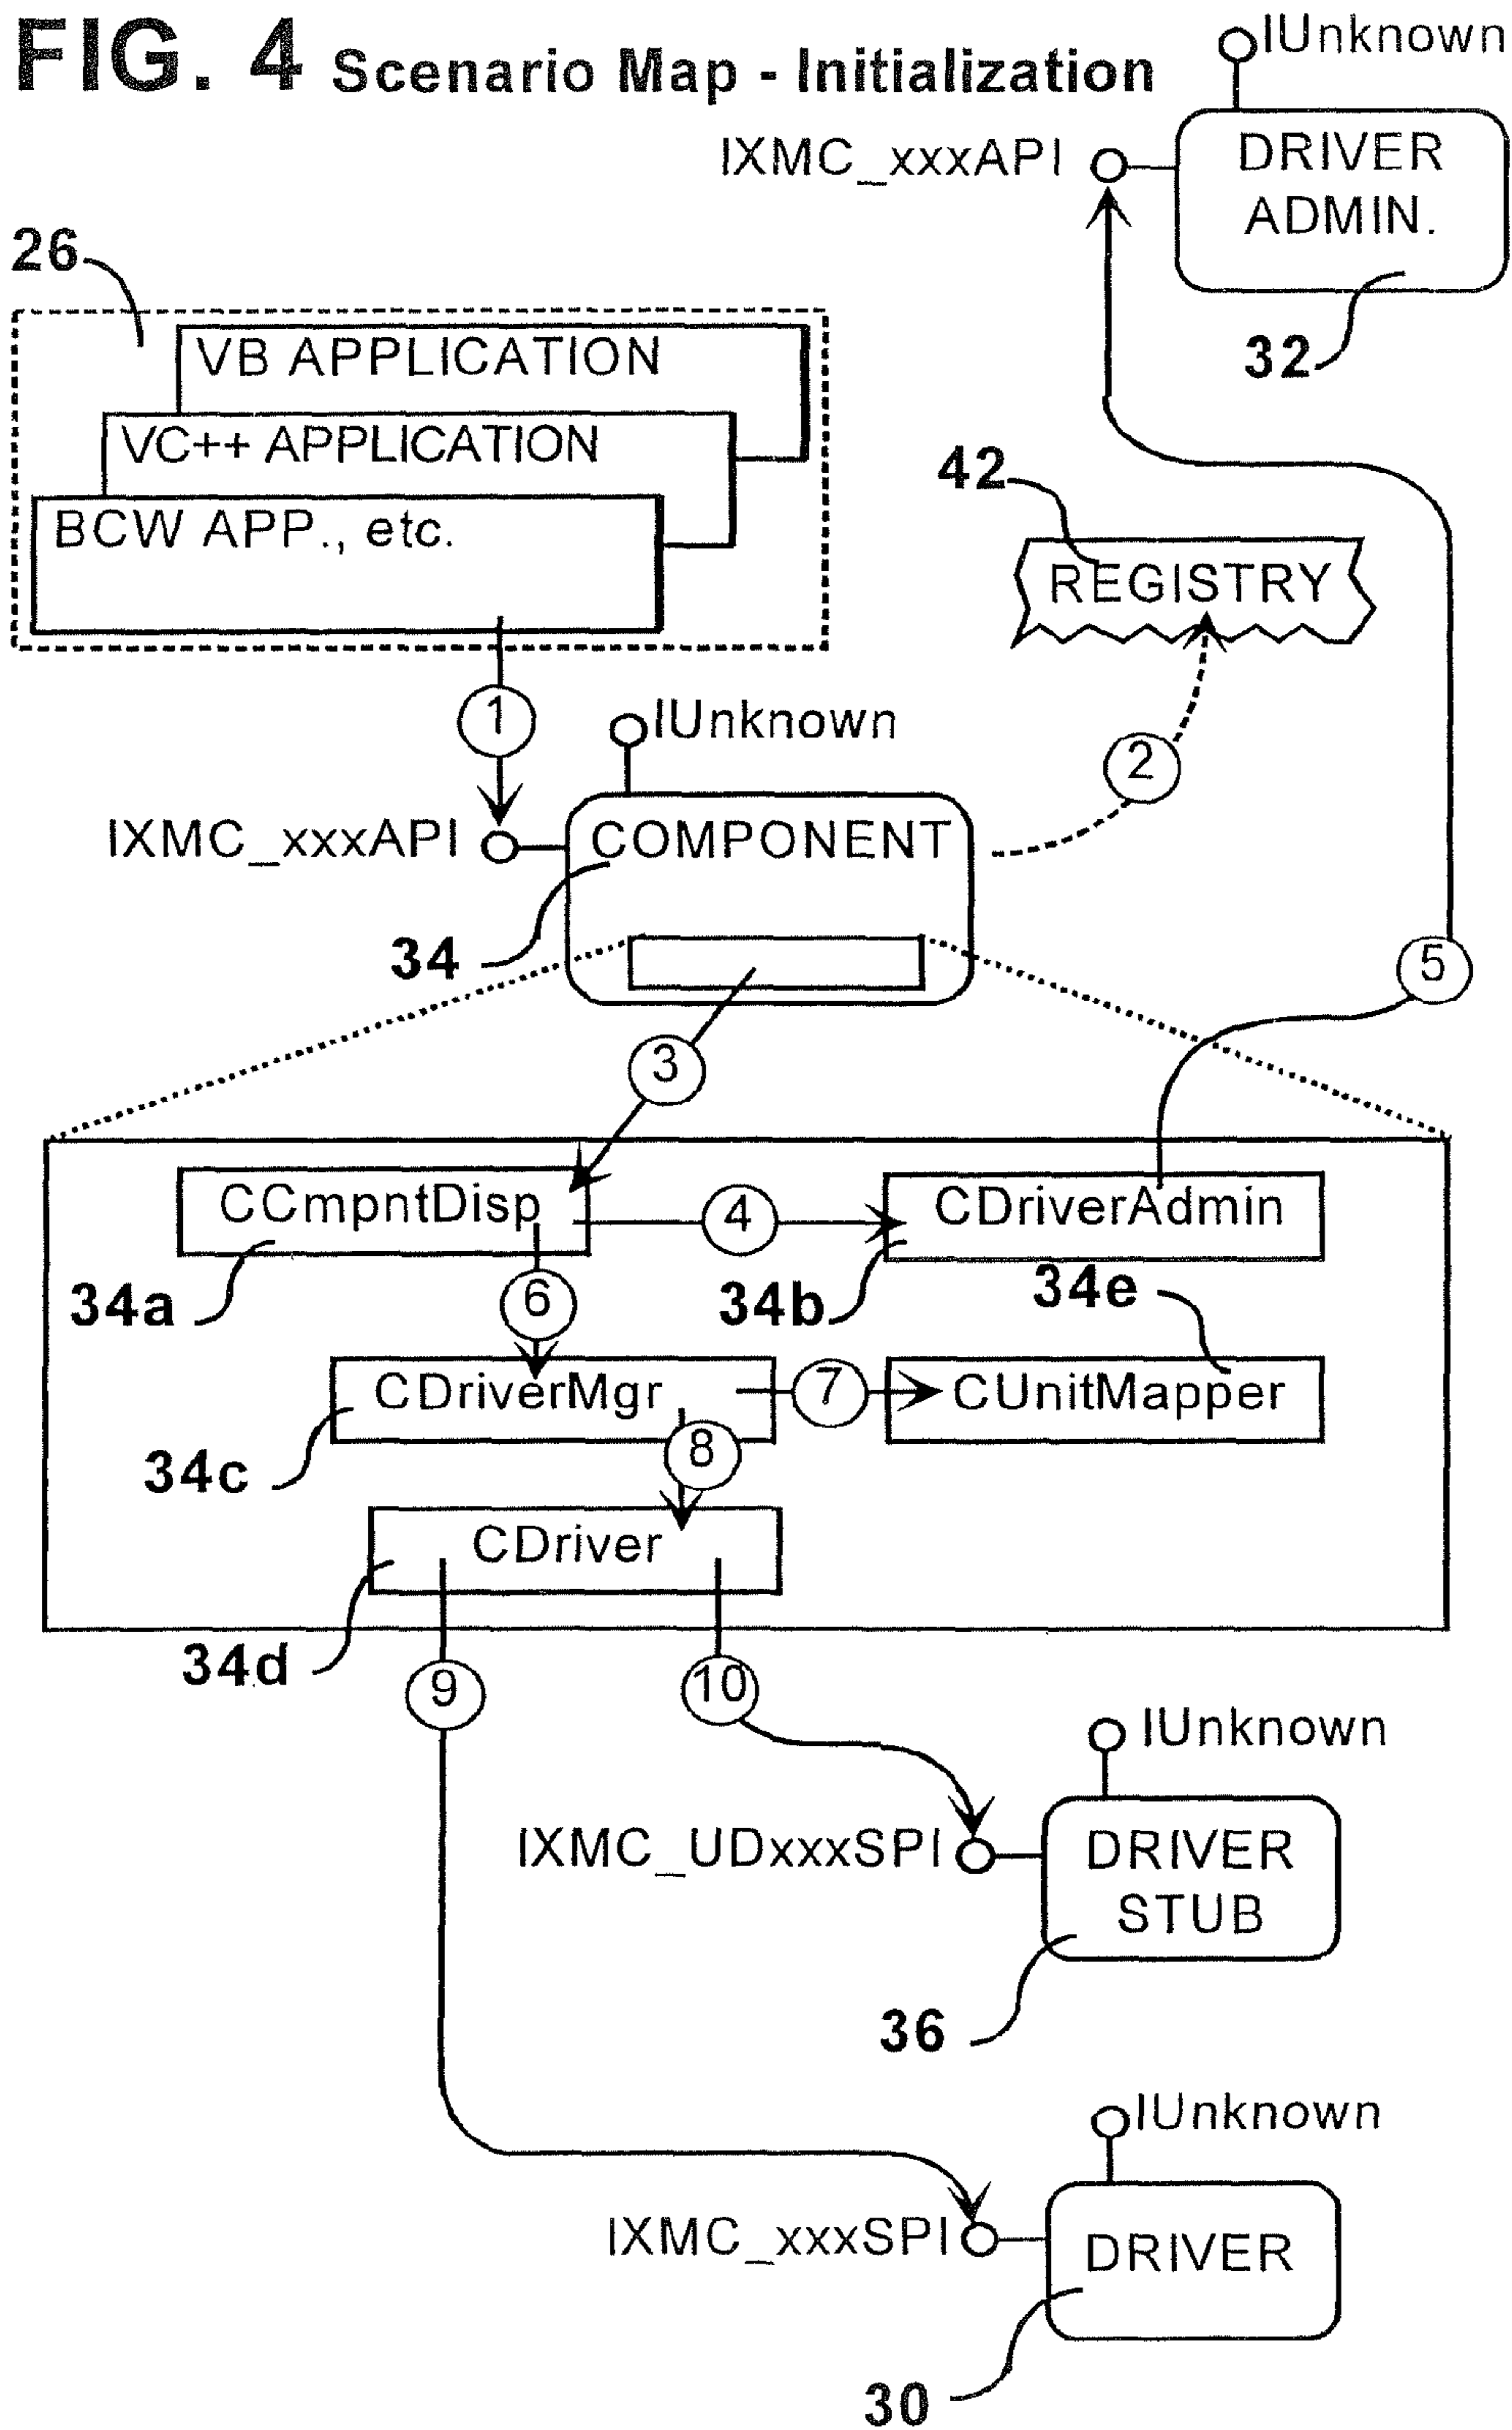 FIG. 4 Scenario Map - Initialization
IUnknown
IXMC_xxxAPI
DRIVER
ADMIN.
26
32
VB APPLICATION
VC++ APPLICATION
BCW APP., etc.
42
REGISTRY
1
IUnknown
2
IXMC_xxxAPI
COMPONENT
34
5
3
CCmpntDisp
4
CDriverAdmin
34a
6
34b
34e
CDriverMgr
7
CUnitMapper
34c
8
CDriver
34d
9
10
IUnknown
IXMC_UDxxxSPI
DRIVER
STUB
36
IUnknown
IXMC_xxxSPI
DRIVER
30